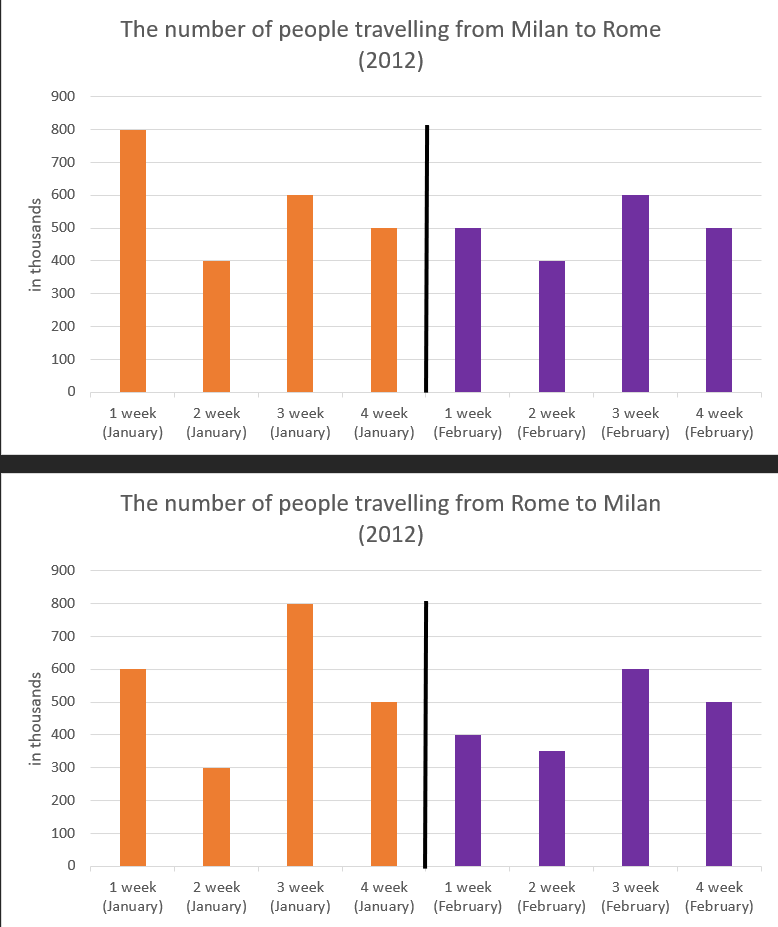 The number of people travelling from Milan to Rome
(2012)
in thousands
900
800
700
600
500
400
300
200
100
0
1 week 2 week 3 week 4 week 1 week 2 week 3 week 4 week
(January) (January) (January) (January) (February) (February) (February) (February)
The number of people travelling from Rome to Milan
(2012)
in thousands
900
800
700
600
500
400
300
200
100
0
1 week 2 week 3 week 4 week 1 week 2 week 3 week 4 week
(January) (January) (January) (January) (February) (February) (February) (February)